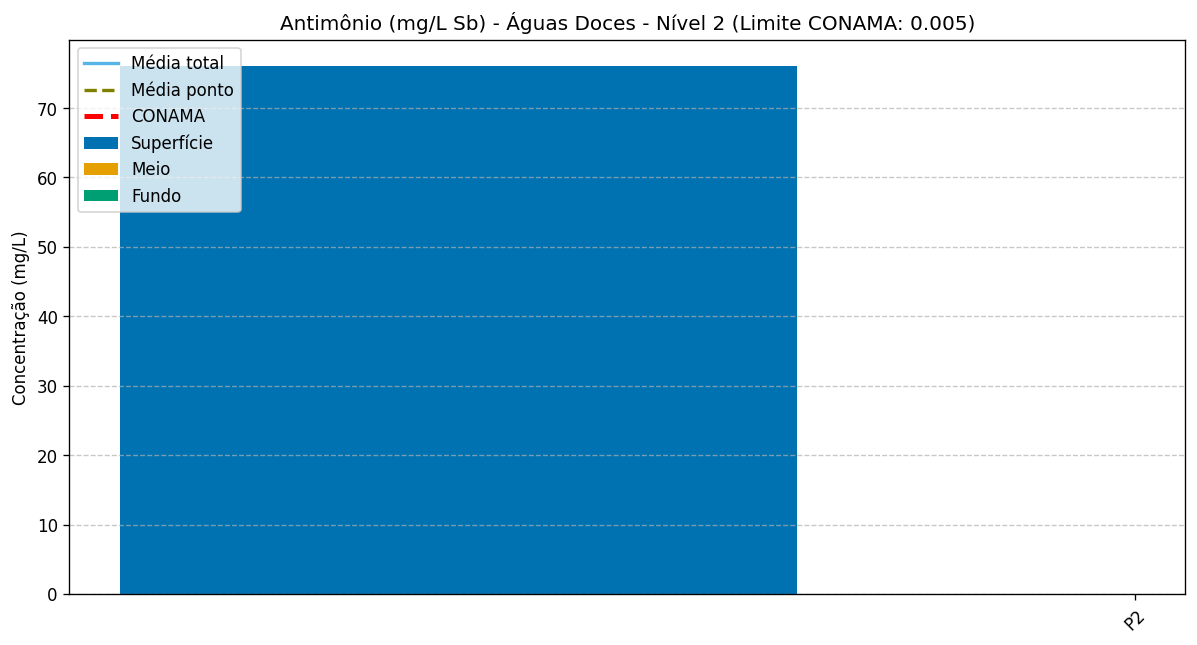 Antimônio (mg/L Sb) - Águas Doces - Nível 2 (Limite CONAMA: 0.005)
Média total
Média ponto
CONAMA
Superfície
Meio
Fundo
Concentração (mg/L)
70
60
50
40
30
20
10
0
P2